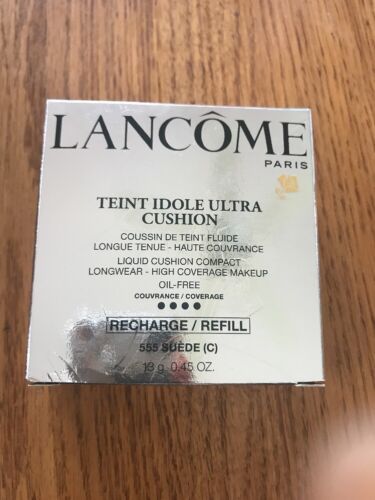 LANCÔME
PARIS
TEINT IDOLE ULTRA
CUSHION
COUSSIN DE TEINT FLUIDE
LONGUE TENUE - HAUTE COUVRANCE
LIQUID CUSHION COMPACT
LONGWEAR - HIGH COVERAGE MAKEUP
OIL-FREE
COUVRANCE / COVERAGE
RECHARGE / REFILL
555 SUÈDE (C)
13 g 0.45 OZ.